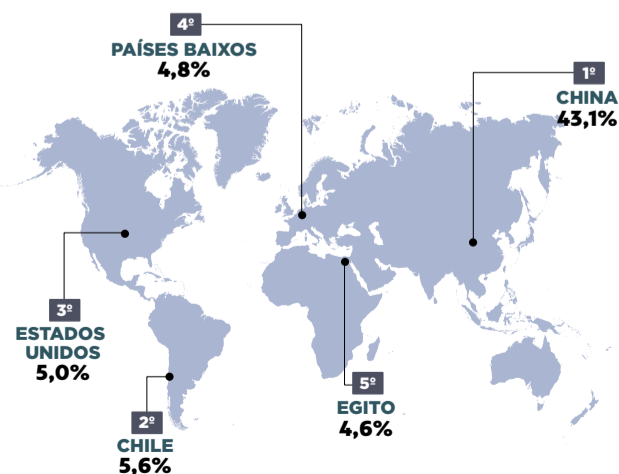 4º
PAÍSES BAIXOS
4,8%
1º
CHINA
43,1%
3º
ESTADOS
UNIDOS
5,0%
2º
CHILE
5,6%
5º
EGITO
4,6%